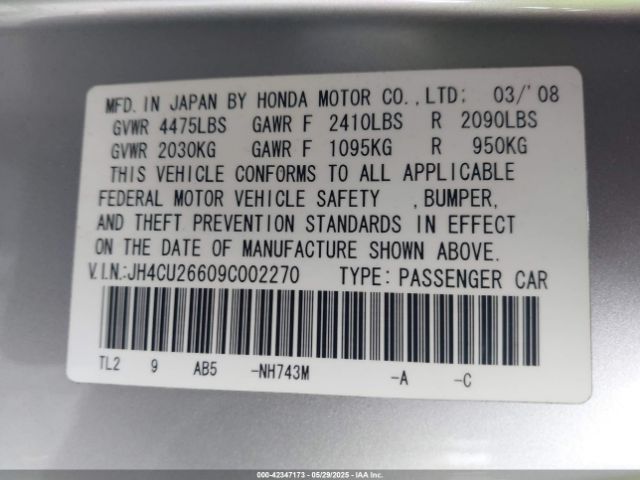 MFD. IN JAPAN BY HONDA MOTOR CO., LTD: 03/'08
GVWR 4475LBS GAWR F 2410LBS R 2090LBS
GVWR 2030KG GAWR F 1095KG R 950KG
THIS VEHICLE CONFORMS TO ALL APPLICABLE
FEDERAL MOTOR VEHICLE SAFETY , BUMPER,
AND THEFT PREVENTION STANDARDS IN EFFECT
ON THE DATE OF MANUFACTURE SHOWN ABOVE.
V.I.N.:JH4CU26609C002270 TYPE: PASSENGER CAR
TL2 9 AB5 -NH743M -A -C
000-42347173 - 05/29/2025 - IAA Inc.